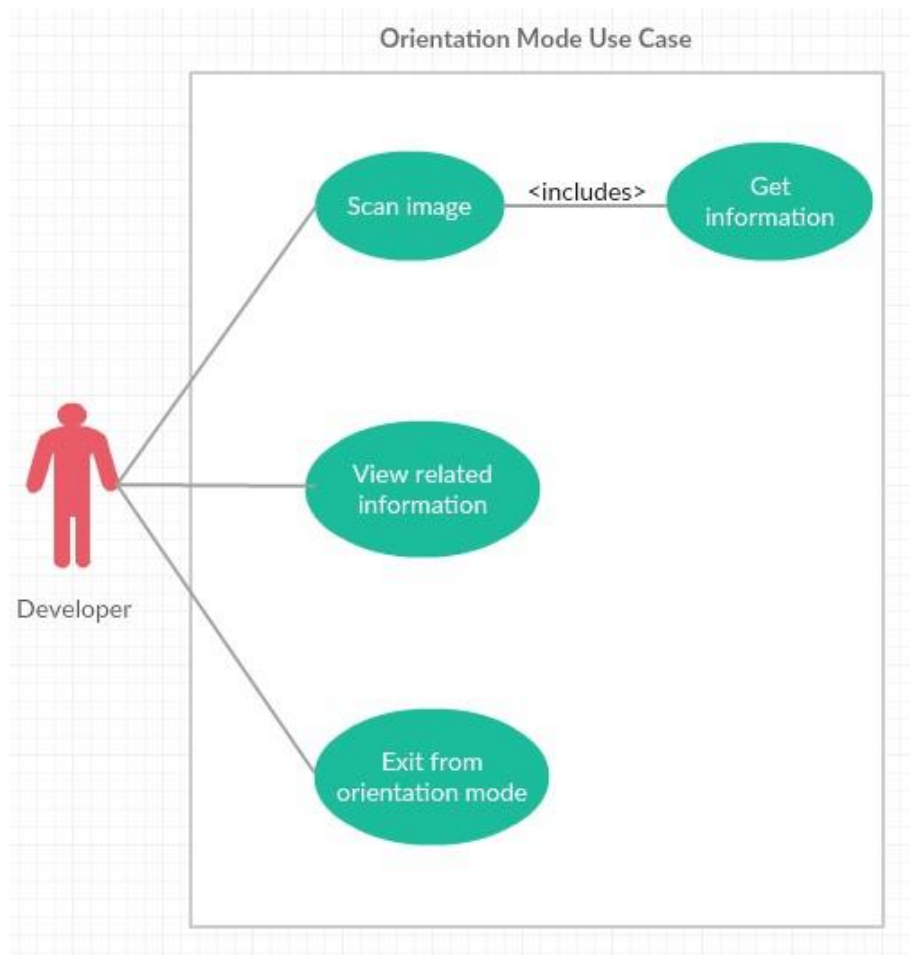 Orientation Mode Use Case
Scan image
<includes>
Get
information
View related
information
Developer
Exit from
orientation mode